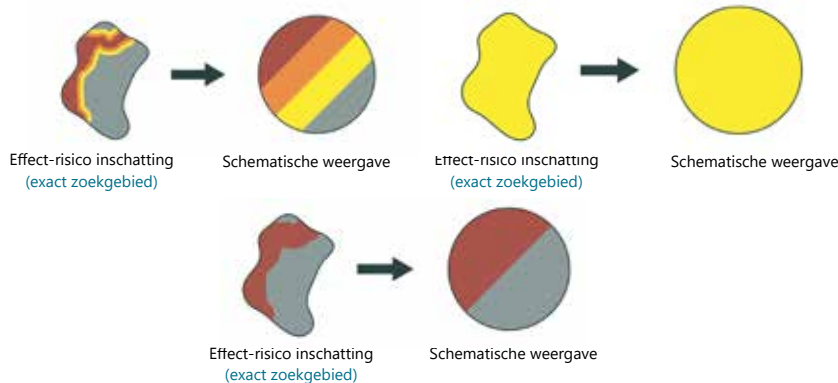 Effect-risico inschatting
(exact zoekgebied)
Schematische weergave
Effect-risico inschatting
(exact zoekgebied)
Schematische weergave
Effect-risico inschatting
(exact zoekgebied)
Schematische weergave